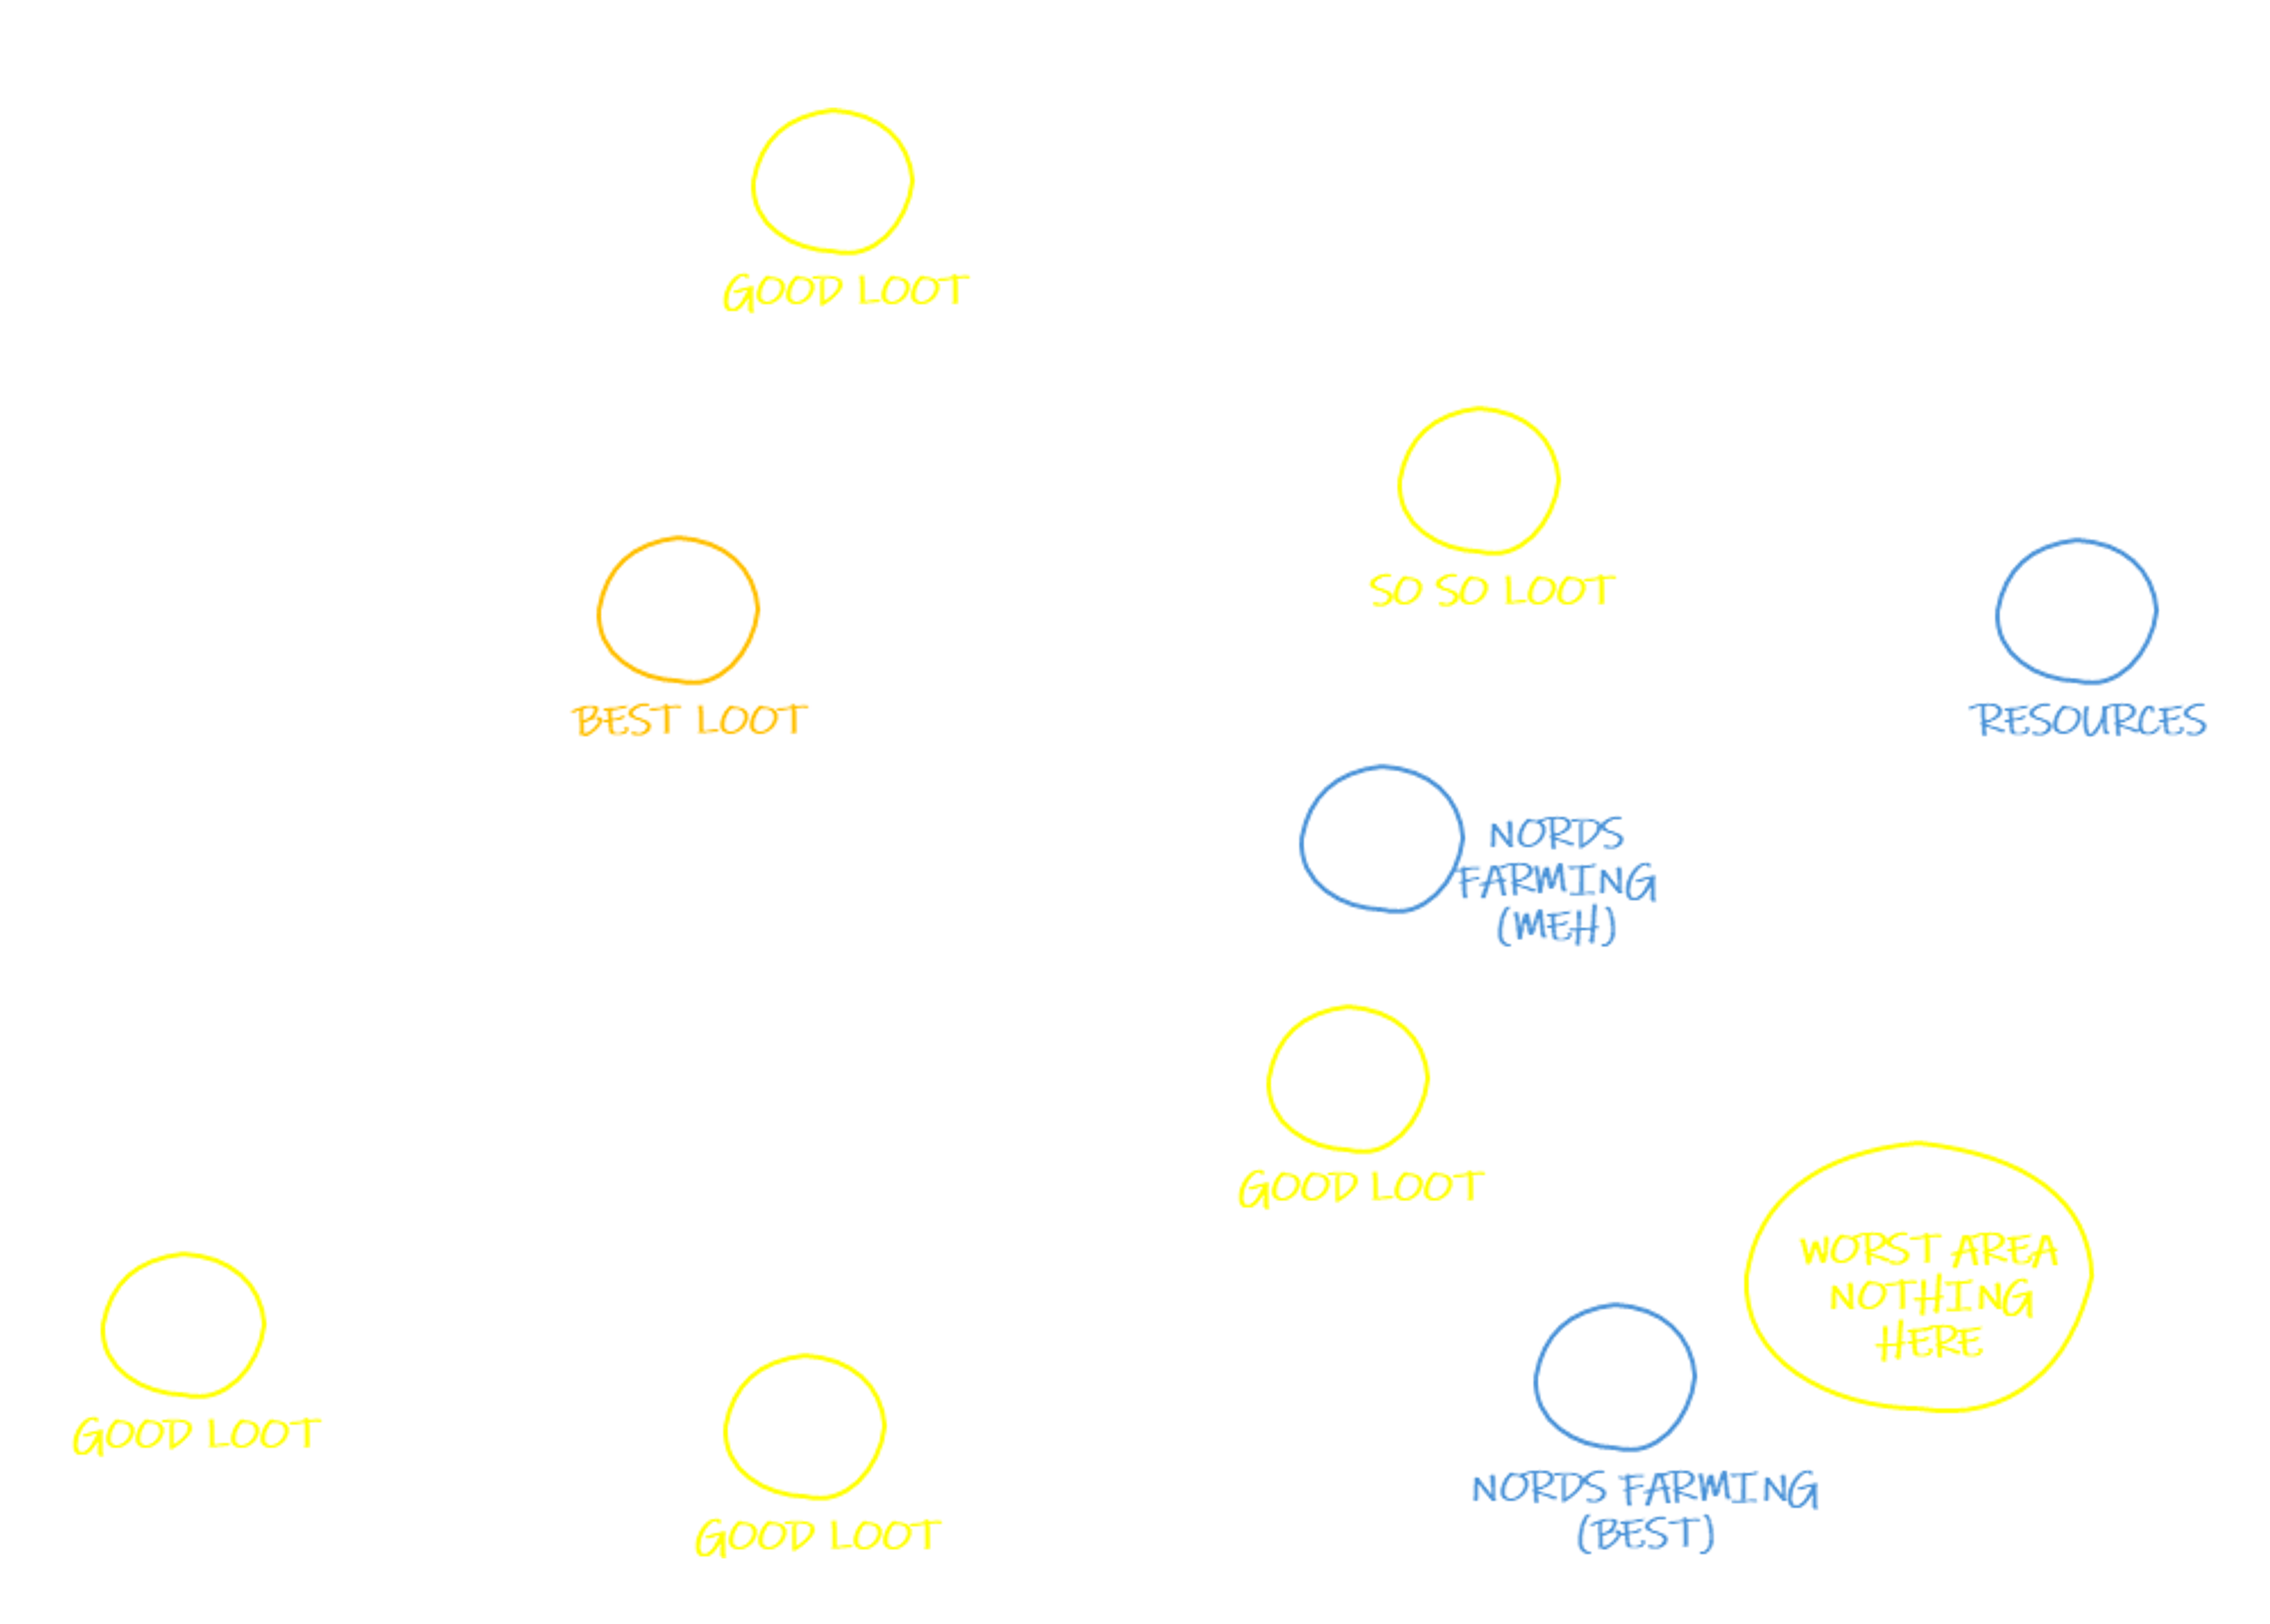 GOOD LOOT
SO SO LOOT
BEST LOOT
RESOURCES
NORDS
FARMING
(MEH)
GOOD LOOT
WORST AREA
NOTHING
HERE
GOOD LOOT
NORDS FARMING
(BEST)
GOOD LOOT